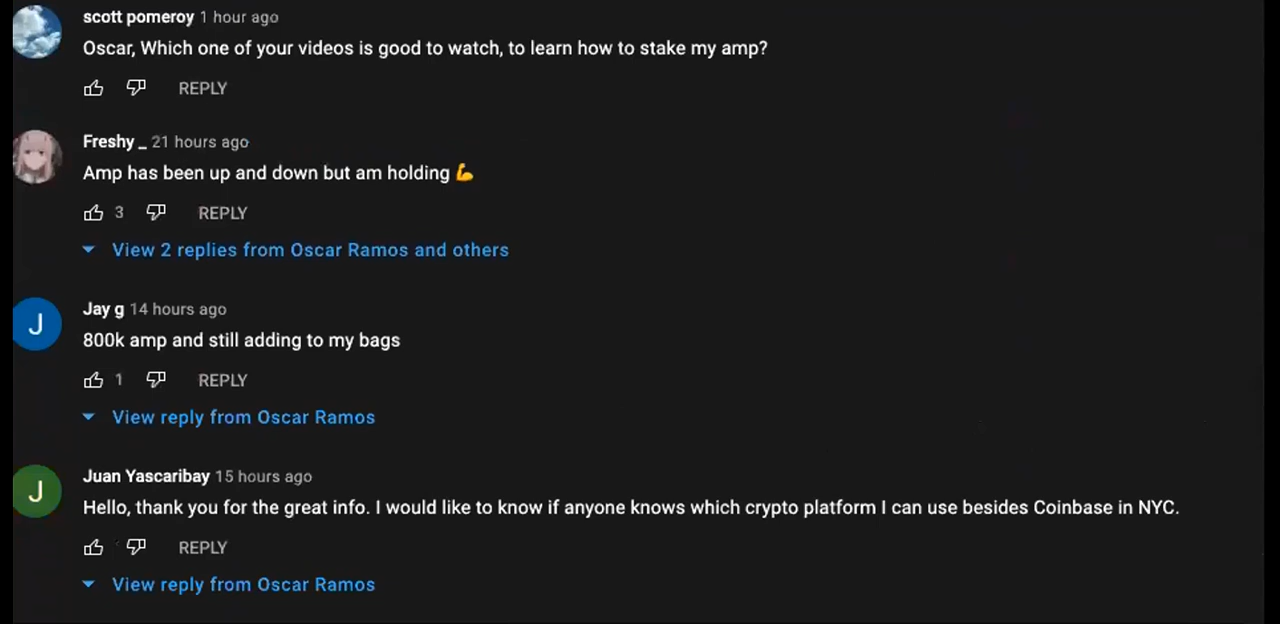 scott pomeroy 1 hour ago
Oscar, Which one of your videos is good to watch, to learn how to stake my amp?
REPLY
Freshy _ 21 hours ago
Amp has been up and down but am holding 💪
3 REPLY
View 2 replies from Oscar Ramos and others
J
Jay g 14 hours ago
800k amp and still adding to my bags
1 REPLY
View reply from Oscar Ramos
J
Juan Yascaribay 15 hours ago
Hello, thank you for the great info. I would like to know if anyone knows which crypto platform I can use besides Coinbase in NYC.
REPLY
View reply from Oscar Ramos